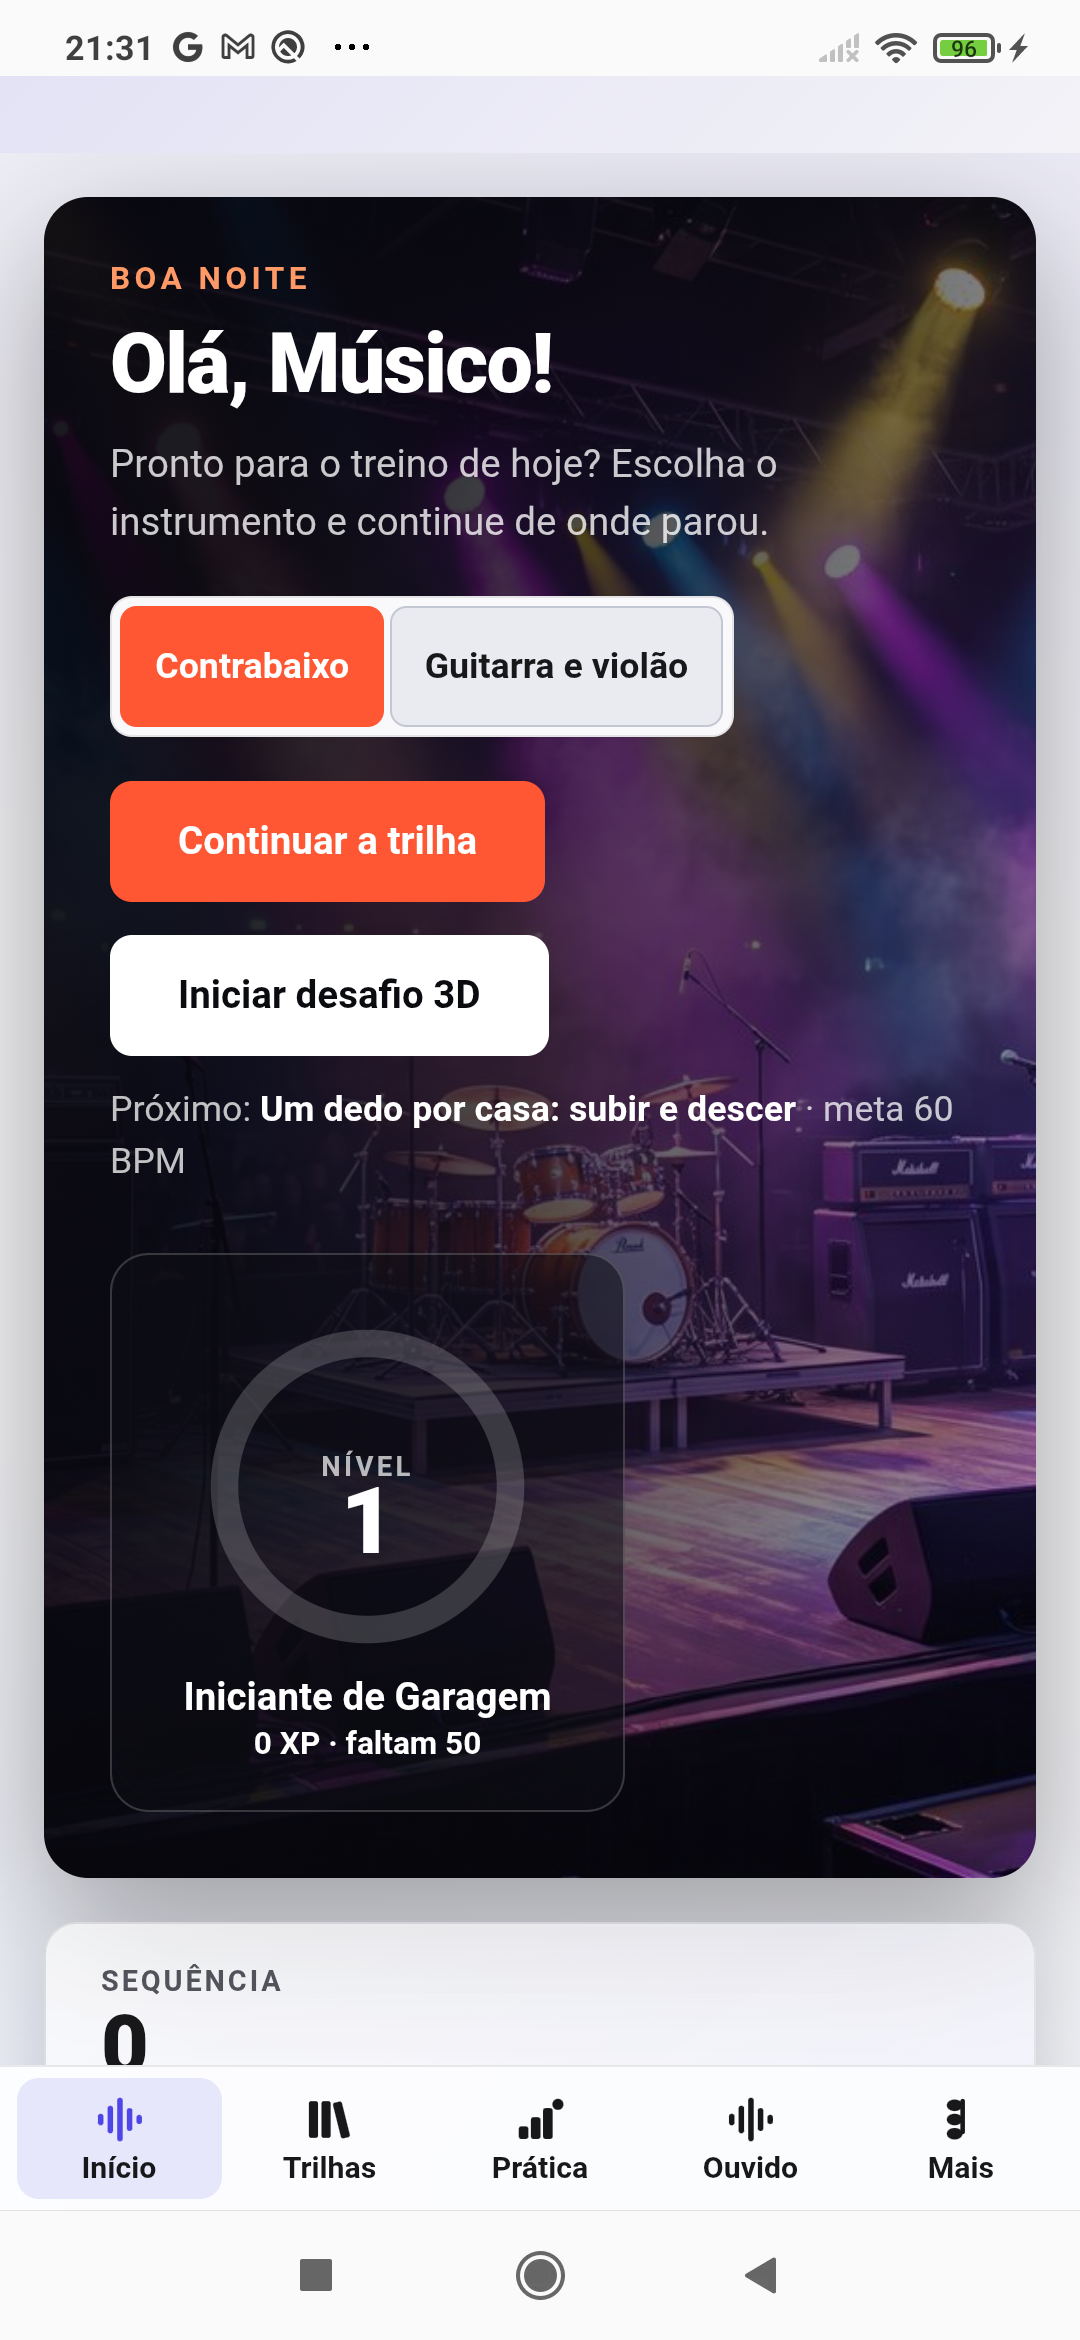 21:31
96
BOA NOITE
Olá, Músico!
Pronto para o treino de hoje? Escolha o
instrumento e continue de onde parou.
Contrabaixo
Guitarra e violão
Continuar a trilha
Iniciar desafio 3D
Próximo: Um dedo por casa: subir e descer · meta 60
BPM
Pearl
NÍVEL
1
Iniciante de Garagem
0 XP · faltam 50
SEQUÊNCIA
0
Início
Trilhas
Prática
Ouvido
Mais